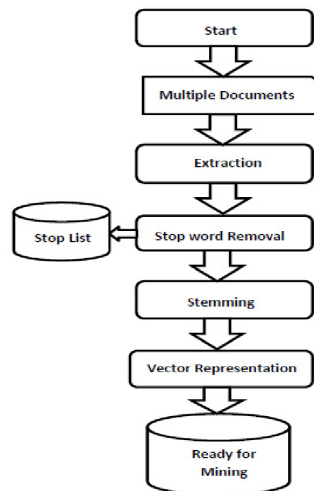 Start
Multiple Documents
Extraction
Stop List
Stop word Removal
Stemming
Vector Representation
Ready for
Mining